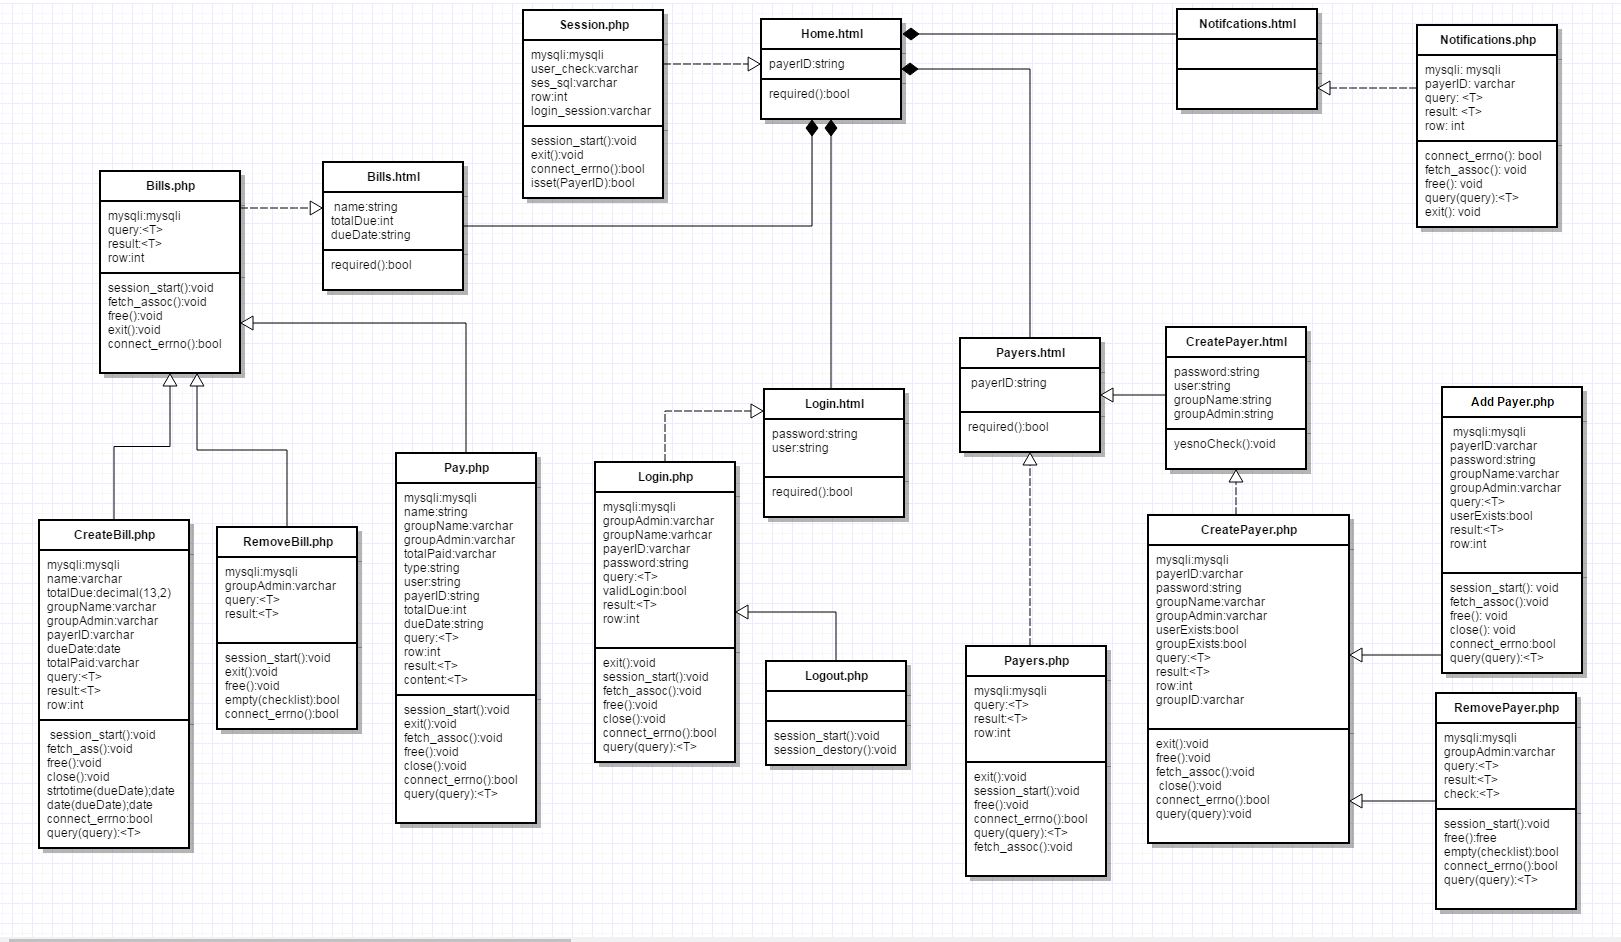 Session.php
mysqli:mysqli
user_check:varchar
ses_sql:varchar
row:int
login_session:varchar
session_start():void
exit():void
connect_errno():bool
isset(PayerID):bool
Home.html
payerID:string
required():bool
Notifcations.html
Notifications.php
mysqli: mysqli
payerID: varchar
query: <T>
result: <T>
row: int
connect_errno(): bool
fetch_assoc(): void
free(): void
query(query):<T>
exit(): void
Bills.php
mysqli:mysqli
query:<T>
result:<T>
row:int
session_start():void
fetch_assoc():void
free():void
exit():void
connect_errno():bool
Bills.html
name:string
totalDue:int
dueDate:string
required():bool
Payers.html
payerID:string
required():bool
CreatePayer.html
password:string
user:string
groupName:string
groupAdmin:string
yesnoCheck():void
Login.html
password:string
user:string
required():bool
Add Payer.php
mysqli:mysqli
payerID:varchar
password:string
groupName:varchar
groupAdmin:varchar
query:<T>
userExists:bool
result:<T>
row:int
session_start(): void
fetch_assoc():void
free(): void
close(): void
connect_errno:bool
query(query):<T>
Pay.php
mysqli:mysqli
name:string
groupName:varchar
groupAdmin:varchar
totalPaid:varchar
type:string
user:string
payerID:string
totalDue:int
dueDate:string
query:<T>
row:int
result:<T>
content:<T>
session_start():void
exit():void
fetch_assoc():void
free():void
close():void
connect_errno():bool
query(query):<T>
Login.php
mysqli:mysqli
groupAdmin:varchar
groupName:varhcar
payerID:varchar
password:string
query:<T>
validLogin:bool
result:<T>
row:int
exit():void
session_start():void
fetch_assoc():void
free():void
close():void
connect_errno():bool
query(query):<T>
CreateBill.php
mysqli:mysqli
name:varchar
totalDue:decimal(13,2)
groupName:varchar
groupAdmin:varchar
payerID:varchar
dueDate:date
totalPaid:varchar
query:<T>
result:<T>
row:int
session_start():void
fetch_ass():void
free():void
close():void
strtotime(dueDate);date
date(dueDate);date
connect_errno:bool
query(query):<T>
RemoveBill.php
mysqli:mysqli
groupAdmin:varchar
query:<T>
result:<T>
session_start():void
exit():void
free():void
empty(checklist):bool
connect_errno():bool
CreatePayer.php
mysqli:mysqli
payerID:varchar
password:string
groupName:varchar
groupAdmin:varchar
userExists:bool
groupExists:bool
query:<T>
result:<T>
row:int
groupID:varchar
exit():void
free():void
fetch_assoc():void
close():void
connect_errno():bool
query(query):void
Logout.php
session_start():void
session_destory():void
Payers.php
mysqli:mysqli
query:<T>
result:<T>
row:int
exit():void
session_start():void
free():void
connect_errno():bool
query(query):<T>
fetch_assoc():void
RemovePayer.php
mysqli:mysqli
groupAdmin:varchar
query:<T>
result:<T>
check:<T>
session_start():void
free():free
empty(checklist):bool
connect_errno():bool
query(query):<T>